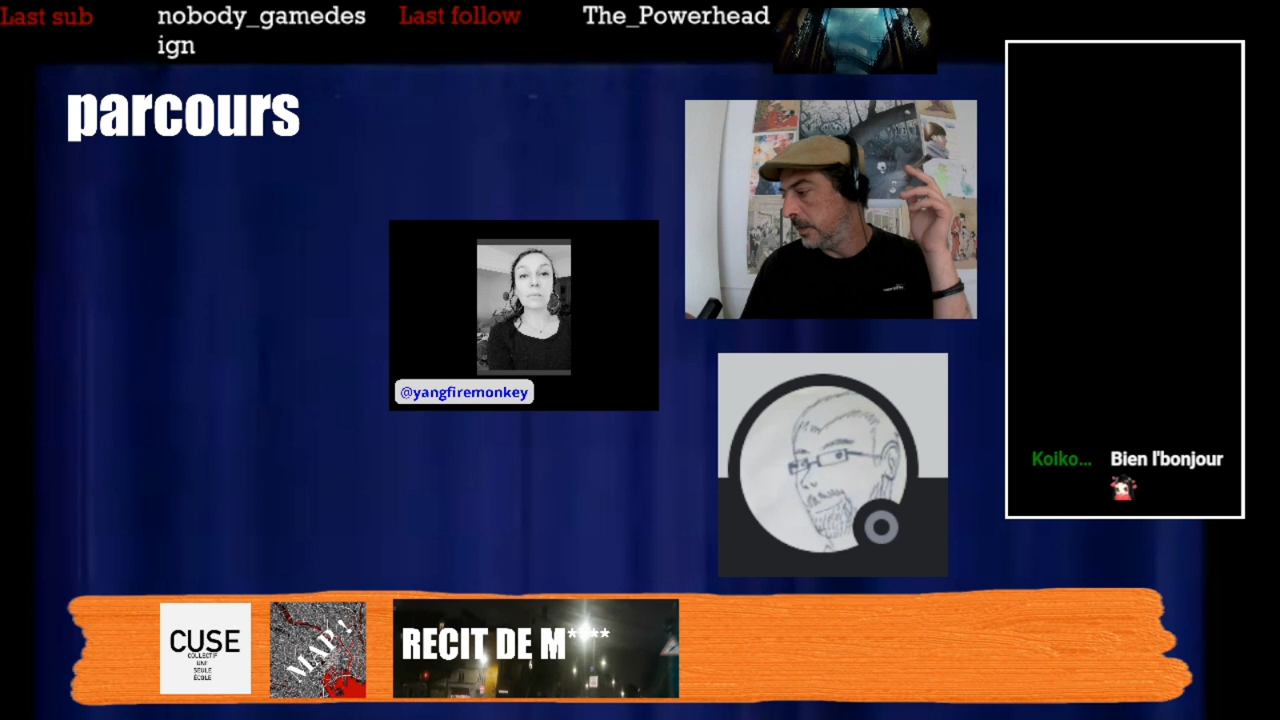 Last sub
nobody_gamedes
ign
Last follow
The_Powerhead
parcours
@yangfiremonkey
Koiko... Bien l'bonjour
CUSE
COLLECTIF
UNE
SEULE
ÉCOLE
MAP !
RECIT DE M****